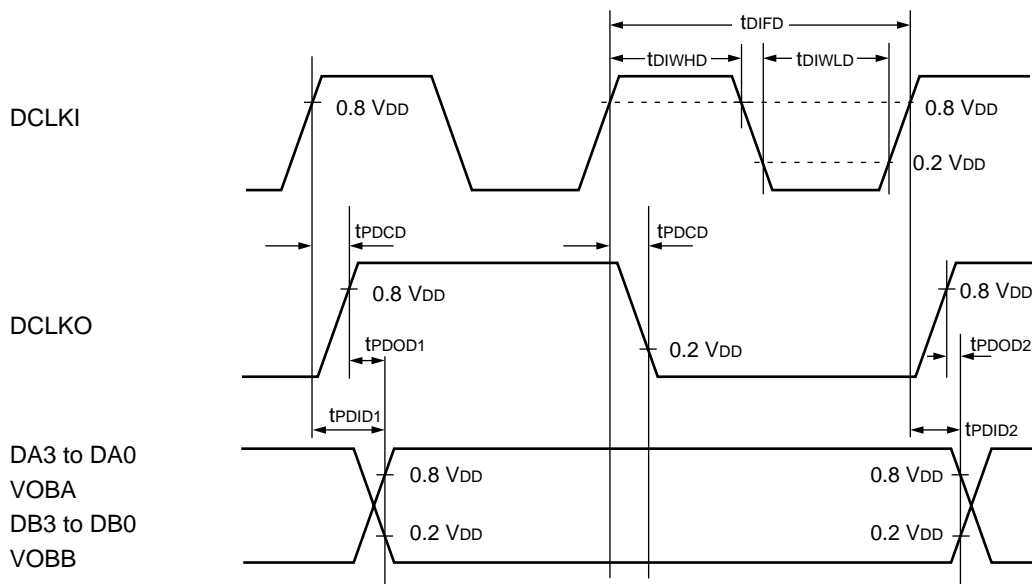 tDIFD
tDIWHD tDIWLD
DCLKI
0.8 VDD 0.8 VDD
0.2 VDD
tPDCD tPDCD
0.8 VDD 0.8 VDD
DCLKO
tPDOD1 0.2 VDD tPDOD2
tPDID1 tPDID2
DA3 to DA0
0.8 VDD 0.8 VDD
VOBA
DB3 to DB0
0.2 VDD 0.2 VDD
VOBB